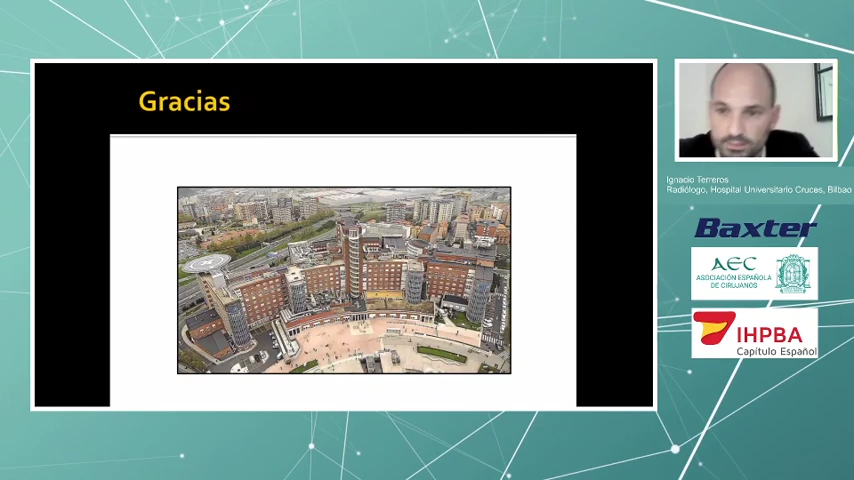 Gracias
Ignacio Terreros
Radiólogo, Hospital Universitario Cruces, Bilbao
Baxter
AEC
ASOCIACIÓN ESPAÑOLA
DE CIRUJANOS
IHPBA
Capítulo Español